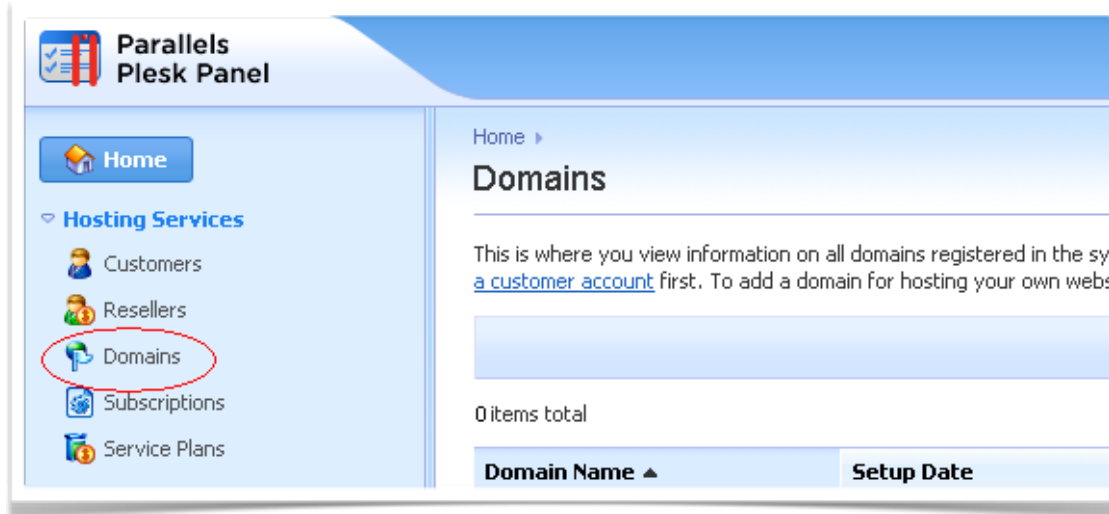 Parallels
Plesk Panel
Home
Hosting Services
Customers
Resellers
Domains
Subscriptions
Service Plans
Home
Domains
This is where you view information on all domains registered in the sy
a customer account first. To add a domain for hosting your own webs
0 items total
Domain Name Setup Date